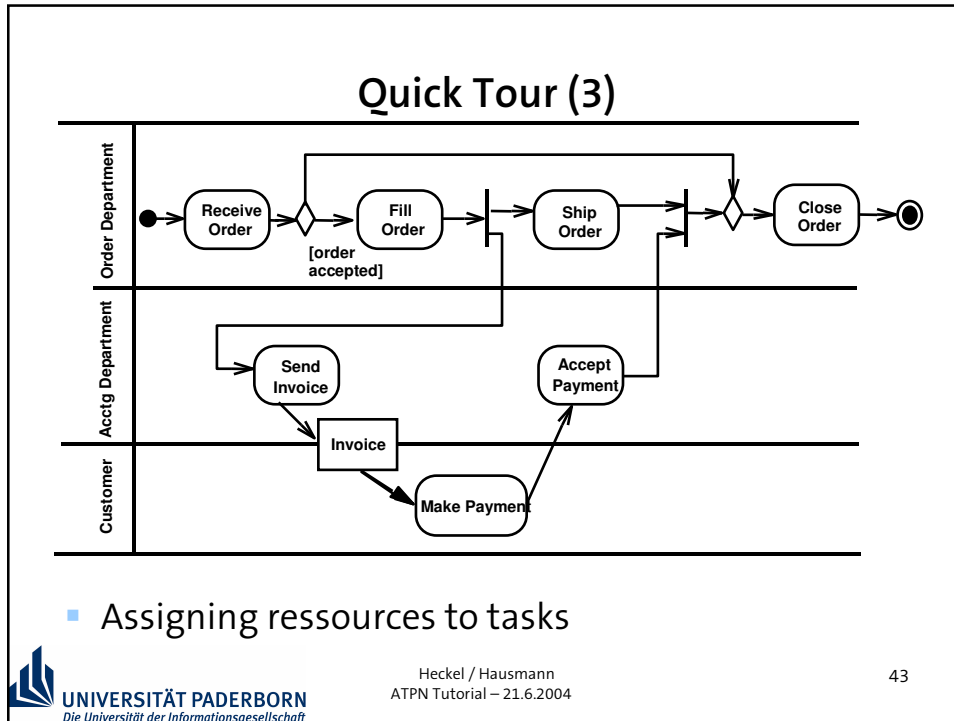 Quick Tour (3)
Order Department
Receive
Order
[order
accepted]
Fill
Order
Ship
Order
Close
Order
Acctg Department
Send
Invoice
Accept
Payment
Invoice
Customer
Make Payment
Assigning ressources to tasks
UNIVERSITÄT PADERBORN
Die Universität der Informationsgesellschaft
Heckel / Hausmann
ATPN Tutorial – 21.6.2004
43